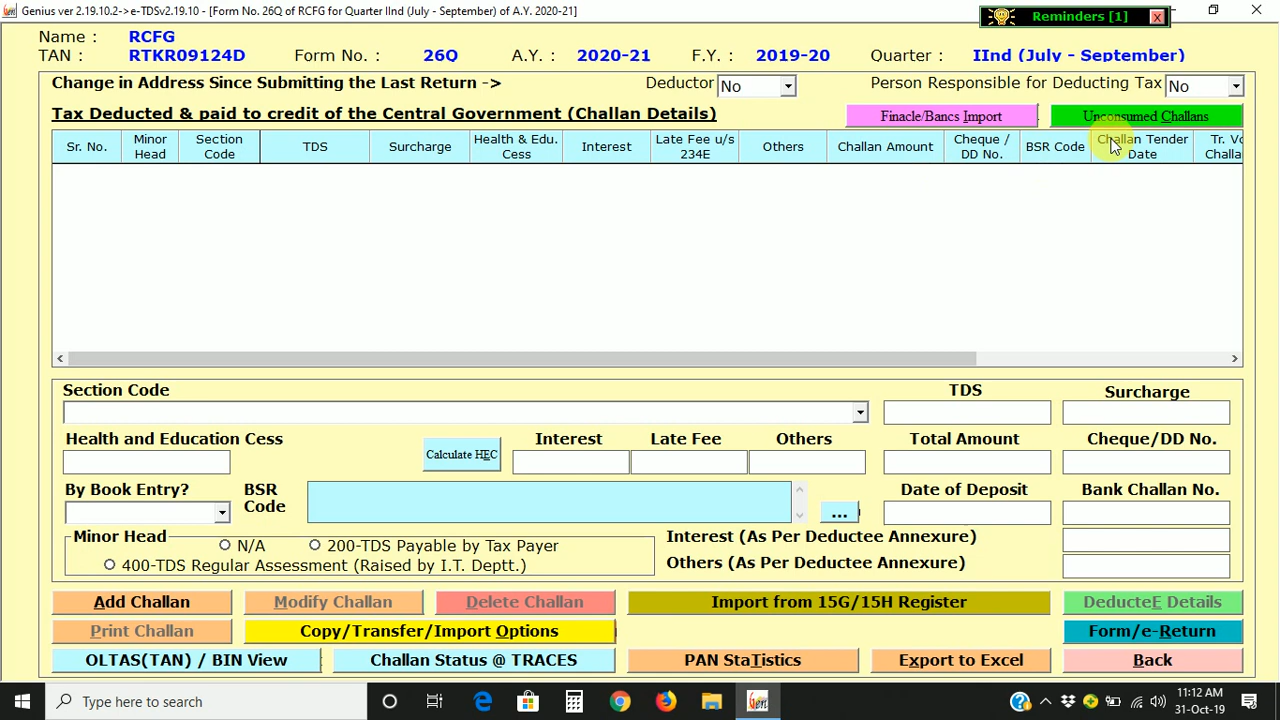 Genius ver 2.19.10.2->e-TDSv2.19.10 - [Form No. 26Q of RCFG for Quarter IInd (July - September) of A.Y. 2020-21]
Reminders [1] x
Name : RCFG
TAN : RTKR09124D Form No. : 26Q A.Y. : 2020-21 F.Y. : 2019-20 Quarter : IInd (July - September)
Change in Address Since Submitting the Last Return -> Deductor No Person Responsible for Deducting Tax No
Tax Deducted & paid to credit of the Central Government (Challan Details) Finacle/Bancs Import Unconsumed Challans
Sr. No. Minor Head Section Code TDS Surcharge Health & Edu. Cess Interest Late Fee u/s 234E Others Challan Amount Cheque / DD No. BSR Code Challan Tender Date Tr. Vo Challa
Section Code TDS Surcharge
Health and Education Cess Calculate HEC Interest Late Fee Others Total Amount Cheque/DD No.
By Book Entry? BSR Code ... Date of Deposit Bank Challan No.
Minor Head N/A 200-TDS Payable by Tax Payer Interest (As Per Deductee Annexure)
400-TDS Regular Assessment (Raised by I.T. Deptt.) Others (As Per Deductee Annexure)
Add Challan Modify Challan Delete Challan Import from 15G/15H Register DeducteE Details
Print Challan Copy/Transfer/Import Options Form/e-Return
OLTAS(TAN) / BIN View Challan Status @ TRACES PAN StaTistics Export to Excel Back
Type here to search Gen 11:12 AM
31-Oct-19